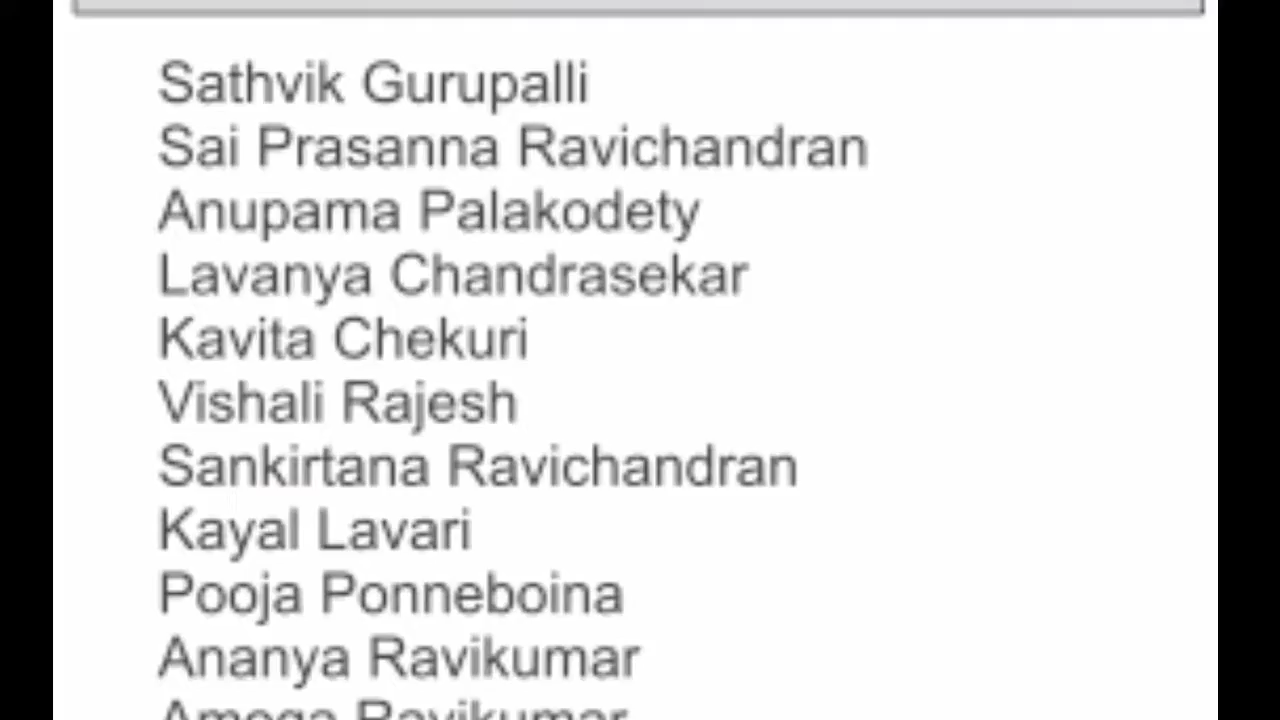 Sathvik Gurupalli
Sai Prasanna Ravichandran
Anupama Palakodety
Lavanya Chandrasekar
Kavita Chekuri
Vishali Rajesh
Sankirtana Ravichandran
Kayal Lavari
Pooja Ponneboina
Ananya Ravikumar
Ravikumar